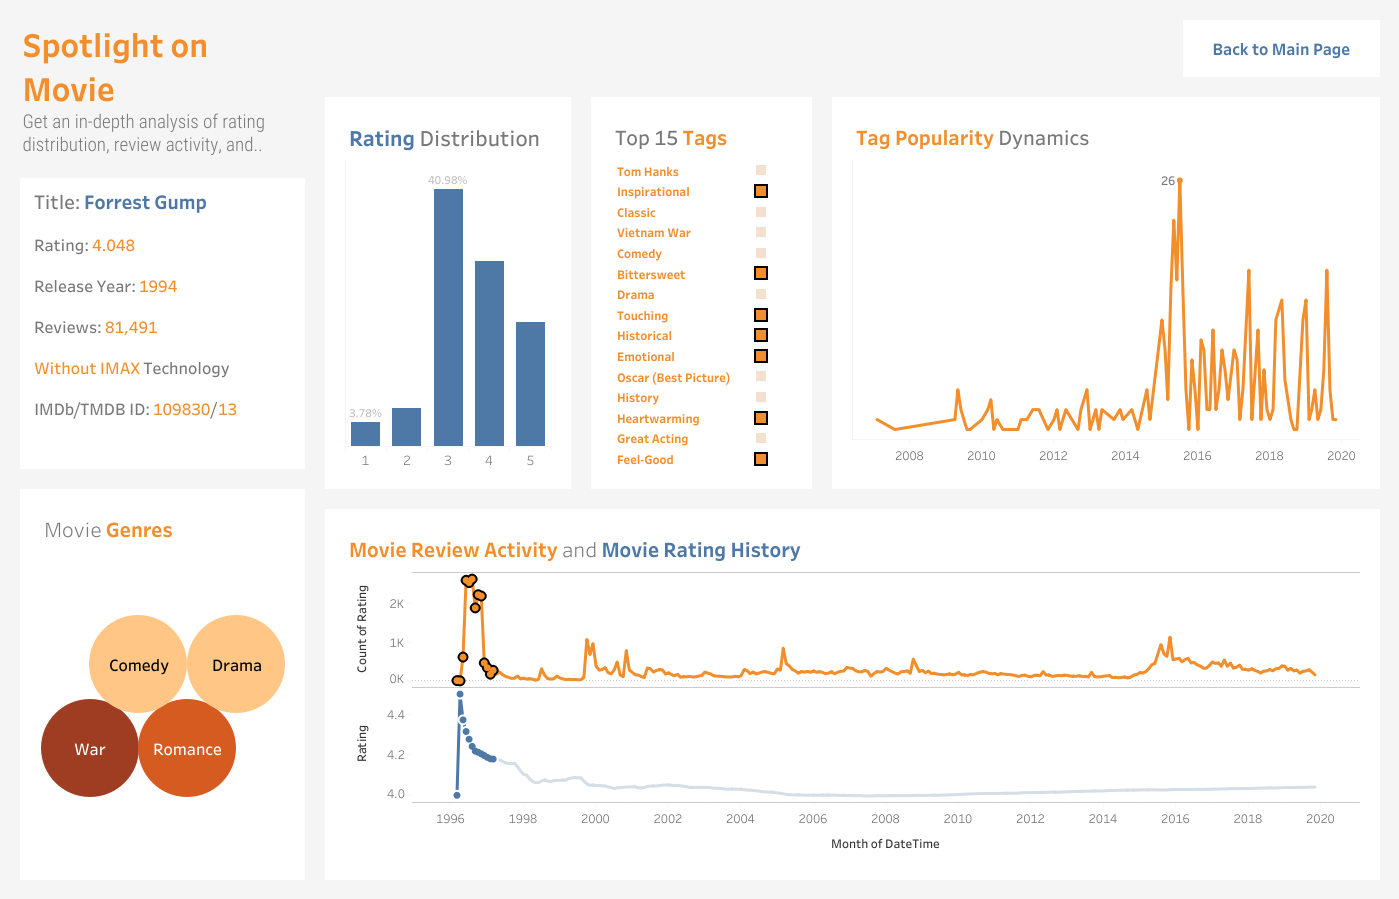 Spotlight on
Movie
Get an in-depth analysis of rating
distribution, review activity, and..
Back to Main Page
Title: Forrest Gump
Rating: 4.048
Release Year: 1994
Reviews: 81,491
Without IMAX Technology
IMDb/TMDB ID: 109830/13
Rating Distribution
40.98%
3.78%
1 2 3 4 5
Top 15 Tags
Tom Hanks
Inspirational
Classic
Vietnam War
Comedy
Bittersweet
Drama
Touching
Historical
Emotional
Oscar (Best Picture)
History
Heartwarming
Great Acting
Feel-Good
Tag Popularity Dynamics
26
2008 2010 2012 2014 2016 2018 2020
Movie Genres
Comedy
Drama
War
Romance
Movie Review Activity and Movie Rating History
Count of Rating
2K
1K
0K
Rating
4.4
4.2
4.0
1996 1998 2000 2002 2004 2006 2008 2010 2012 2014 2016 2018 2020
Month of DateTime